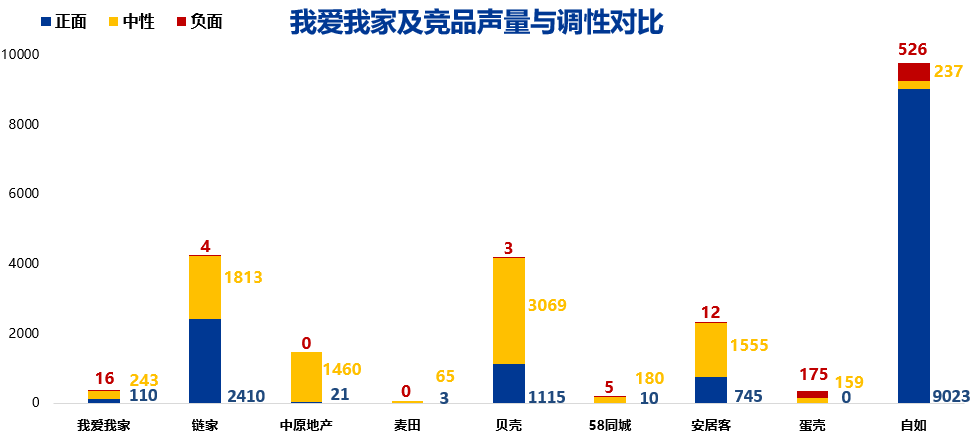 我爱我家及竞品声量与调性对比
正面 中性 负面
10000
8000
6000
4000
2000
0
16 243 110
4 1813 2410
0 1460 21
0 65 3
3 3069 1115
5 180 10
12 1555 745
175 159 0
526 237 9023
我爱我家 链家 中原地产 麦田 贝壳 58同城 安居客 蛋壳 自如